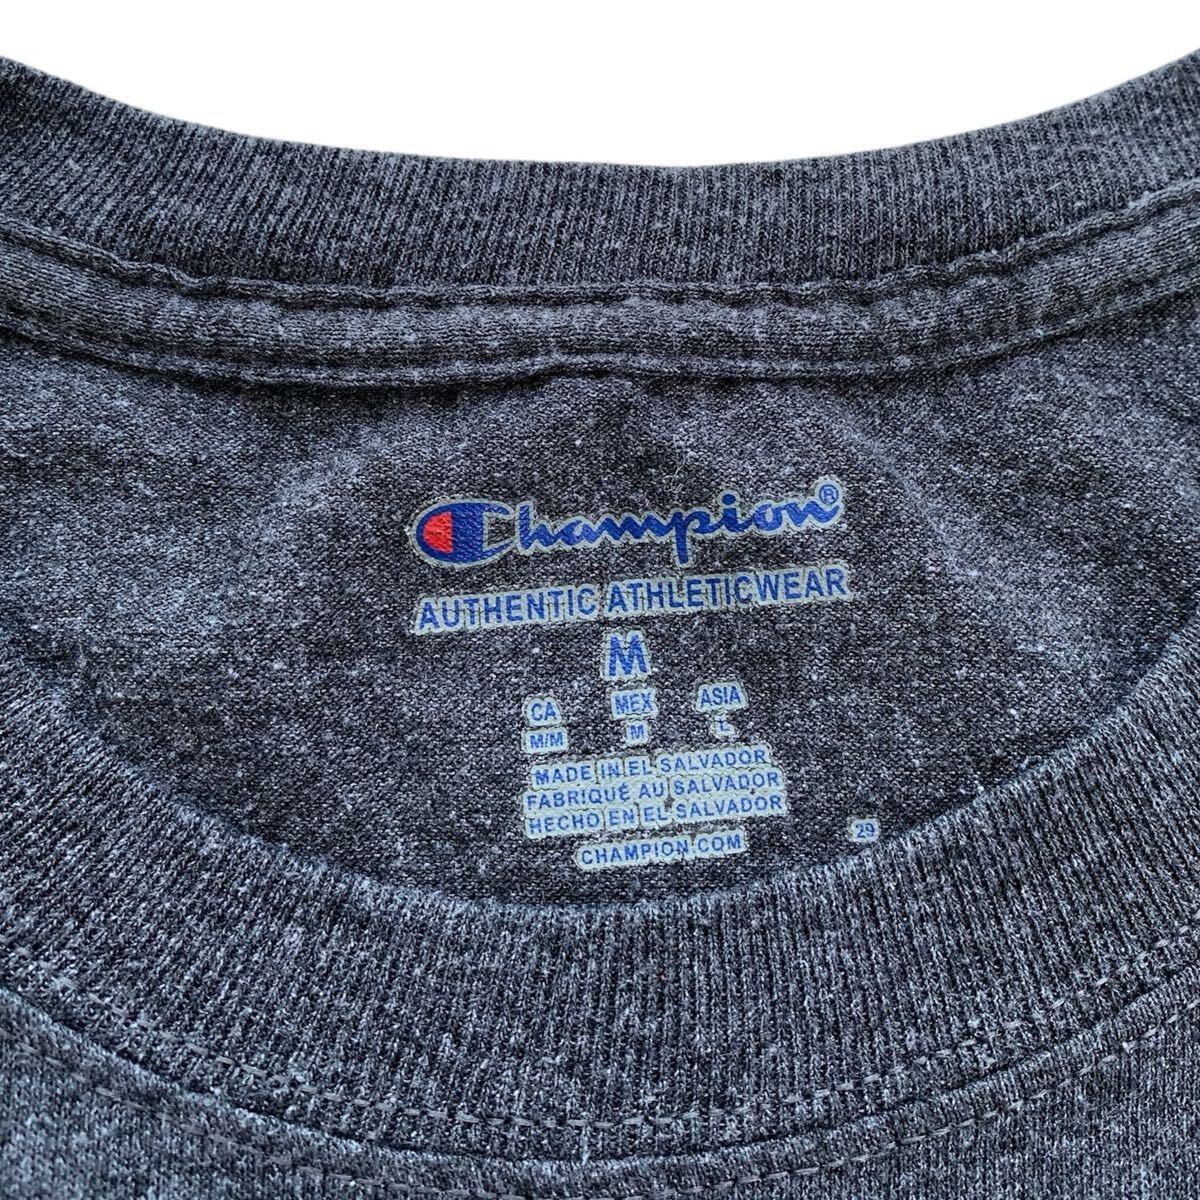 Champion®
AUTHENTIC ATHLETICWEAR
M
CA MEX ASIA
M/M M L
MADE IN EL SALVADOR
FABRIQUÉ AU SALVADOR
HECHO EN EL SALVADOR
CHAMPION.COM
29